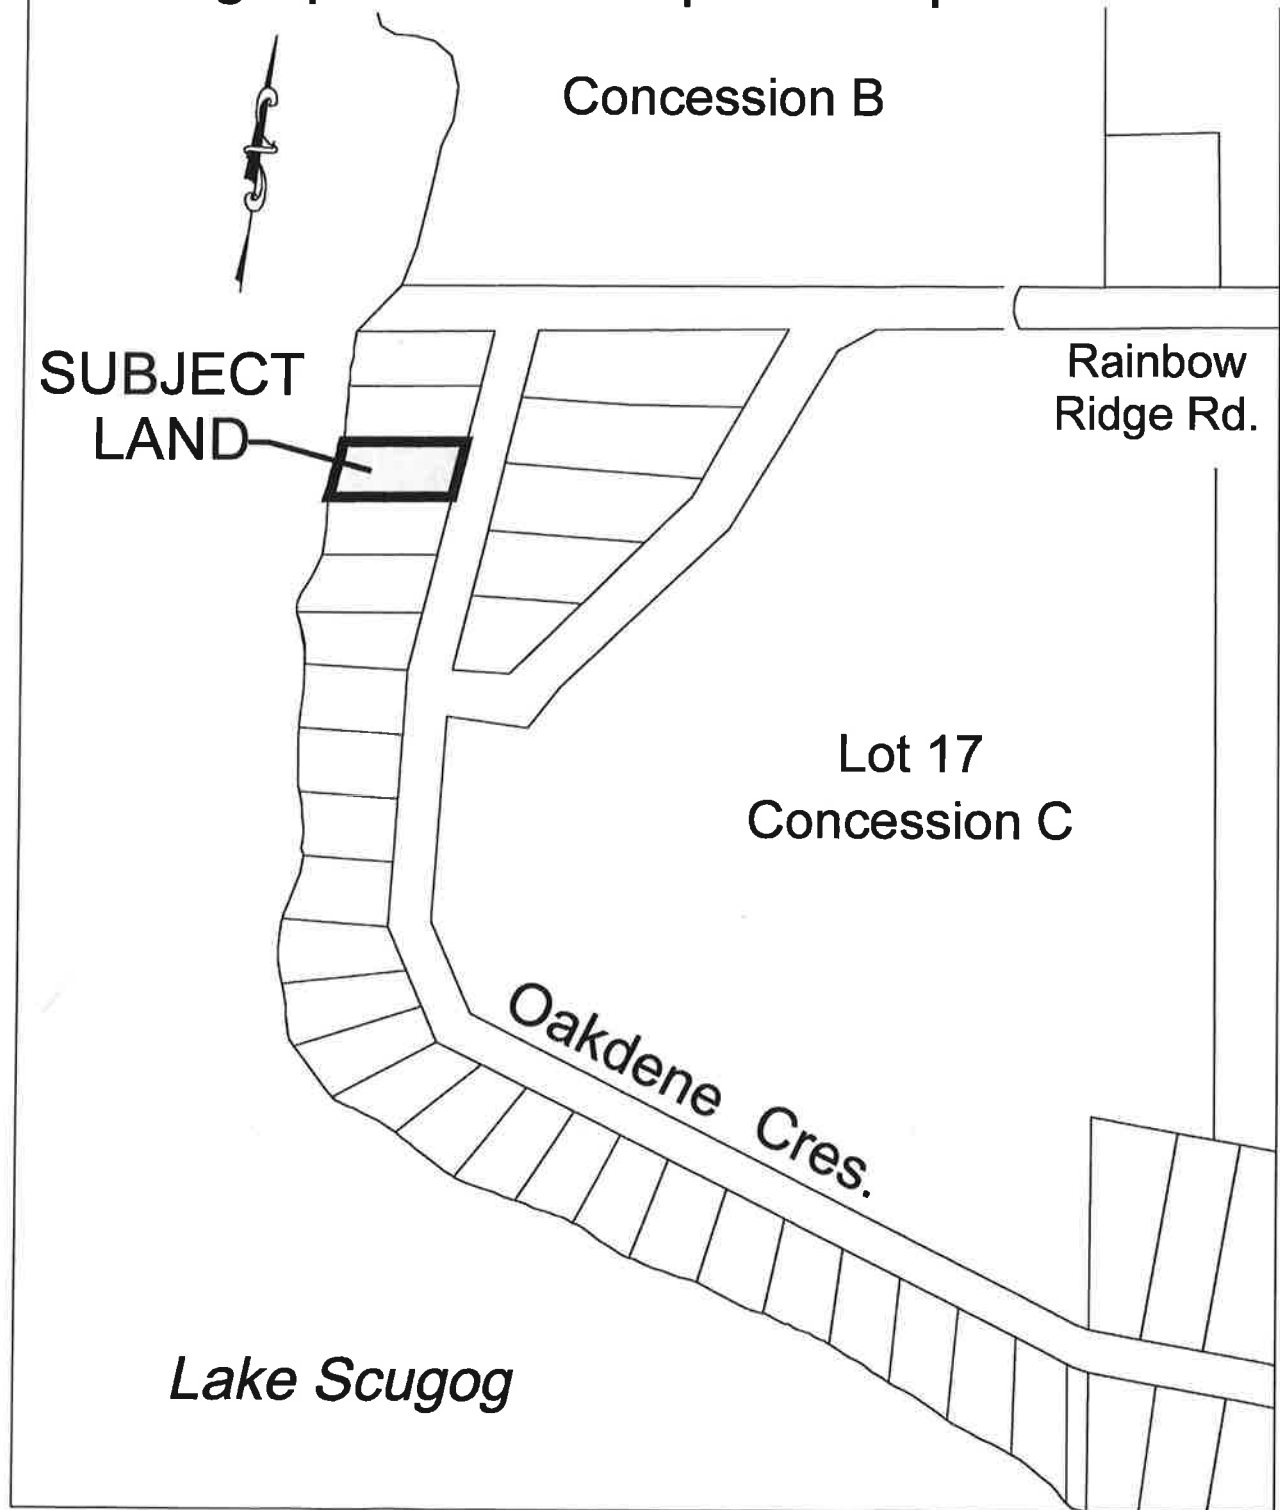 Concession B
SUBJECT
LAND
Rainbow
Ridge Rd.
Lot 17
Concession C
Oakdene Cres.
Lake Scugog